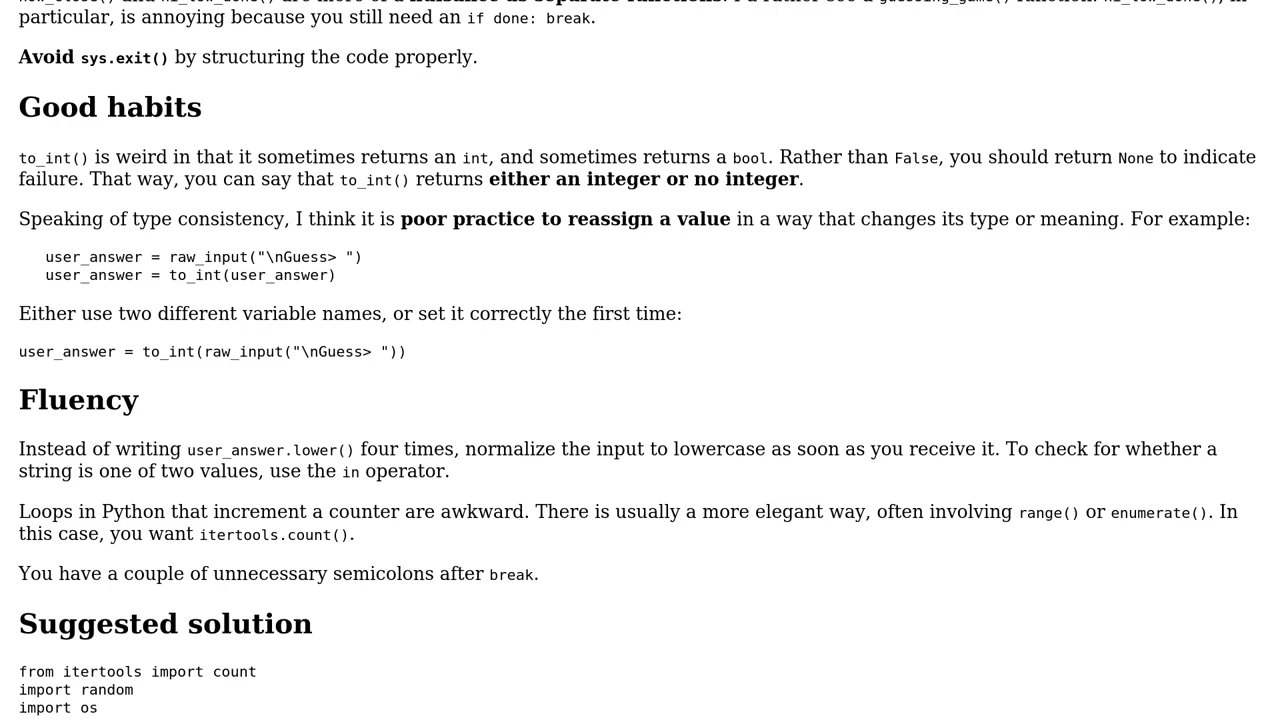 particular, is annoying because you still need an if done: break.
Avoid sys.exit() by structuring the code properly.
Good habits
to_int() is weird in that it sometimes returns an int, and sometimes returns a bool. Rather than False, you should return None to indicate
failure. That way, you can say that to_int() returns either an integer or no integer.
Speaking of type consistency, I think it is poor practice to reassign a value in a way that changes its type or meaning. For example:
user_answer = raw_input("\nGuess> ")
user_answer = to_int(user_answer)
Either use two different variable names, or set it correctly the first time:
user_answer = to_int(raw_input("\nGuess> "))
Fluency
Instead of writing user_answer.lower() four times, normalize the input to lowercase as soon as you receive it. To check for whether a
string is one of two values, use the in operator.
Loops in Python that increment a counter are awkward. There is usually a more elegant way, often involving range() or enumerate(). In
this case, you want itertools.count().
You have a couple of unnecessary semicolons after break.
Suggested solution
from itertools import count
import random
import os